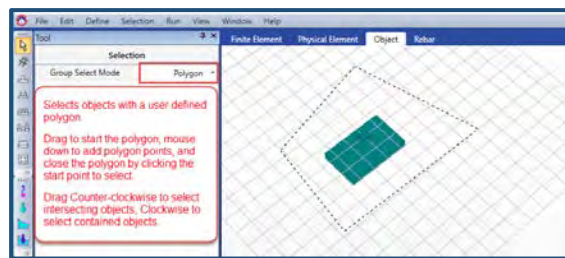 File Edit Define Selection Run View Window Help
Tool
Finite Element Physical Element Object Rebar
Selection
Group Select Mode Polygon
Selects objects with a user defined
polygon.
Drag to start the polygon, mouse
down to add polygon points, and
close the polygon by clicking the
start point to select.
Drag Counter-clockwise to select
intersecting objects, Clockwise to
select contained objects.